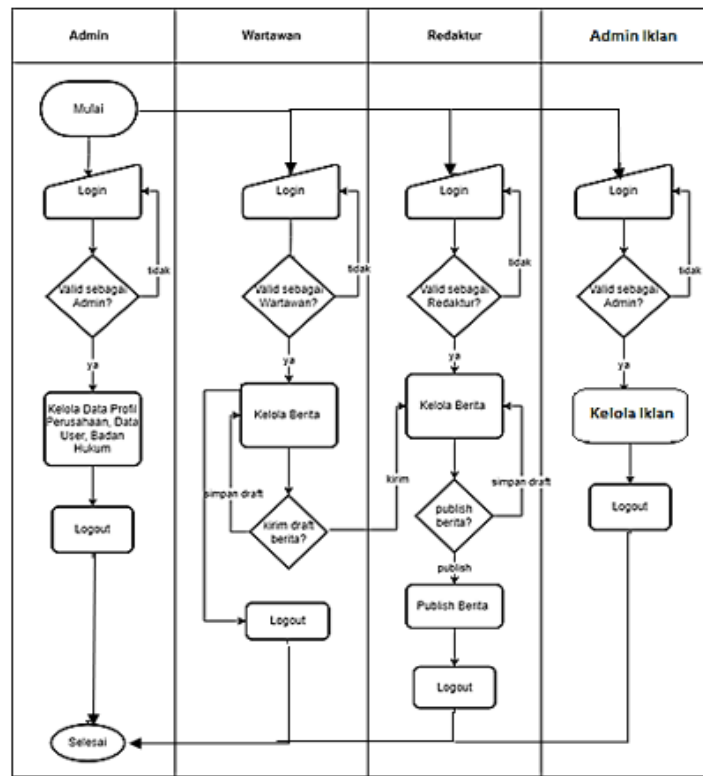 Admin
Wartawan
Redaktur
Admin Iklan
Mulai
Login
Login
Login
Login
tidak
tidak
tidak
tidak
Valid sebagai
Admin?
Valid sebagai
Wartawan?
Valid sebagai
Redaktur?
Valid sebagai
Admin?
ya
ya
ya
ya
Kelola Data Profil
Perusahaan, Data
User, Badan
Hukum
Kelola Berita
Kelola Berita
Kelola Iklan
simpan draft
kirim
simpan draft
Logout
kirim draft
berita?
publish
berita?
Logout
publish
Publish Berita
Logout
Logout
Selesai